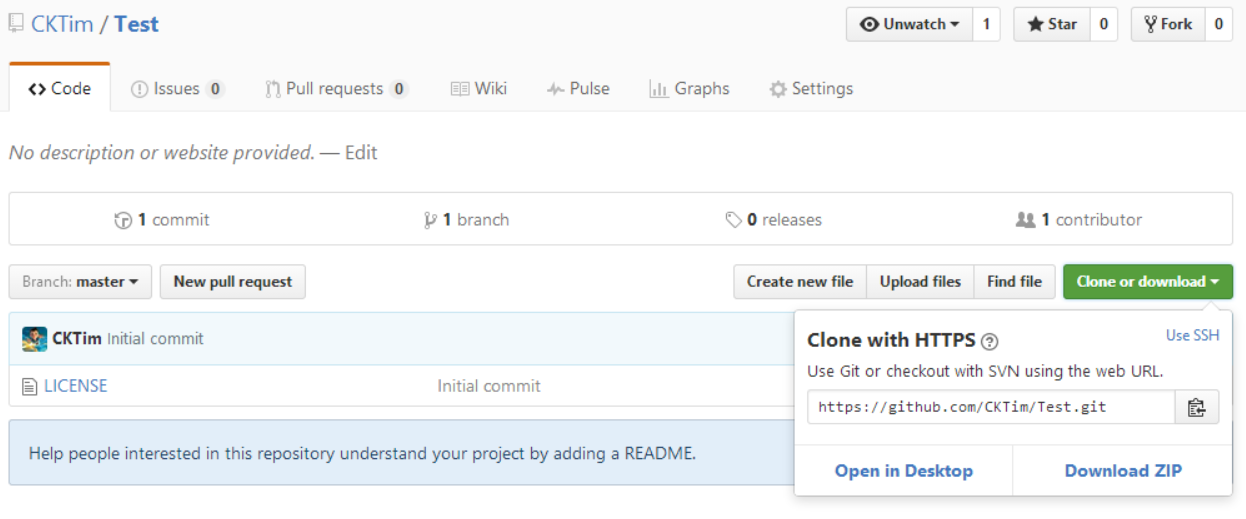 CKTim / Test
Unwatch 1 Star 0 Fork 0
Code Issues 0 Pull requests 0 Wiki Pulse Graphs Settings
No description or website provided. — Edit
1 commit 1 branch 0 releases 1 contributor
Branch: master New pull request Create new file Upload files Find file Clone or download
CKTim Initial commit
LICENSE Initial commit
Help people interested in this repository understand your project by adding a README.
Clone with HTTPS ? Use SSH
Use Git or checkout with SVN using the web URL.
https://github.com/CKTim/Test.git
Open in Desktop Download ZIP